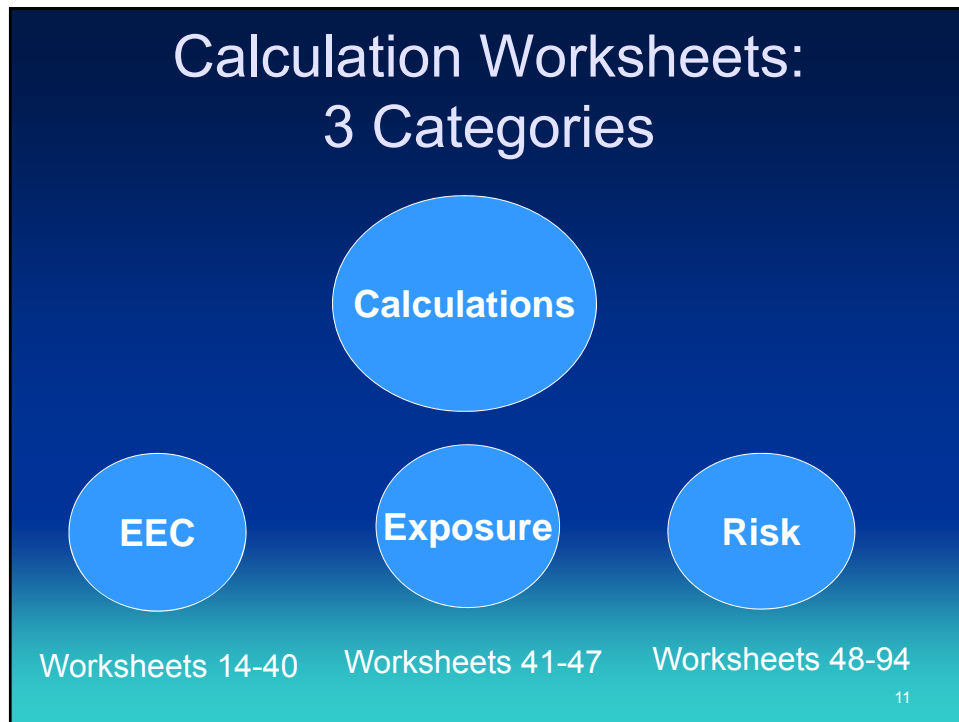 Calculation Worksheets:
3 Categories
Calculations
EEC
Exposure
Risk
Worksheets 14-40
Worksheets 41-47
Worksheets 48-94
11